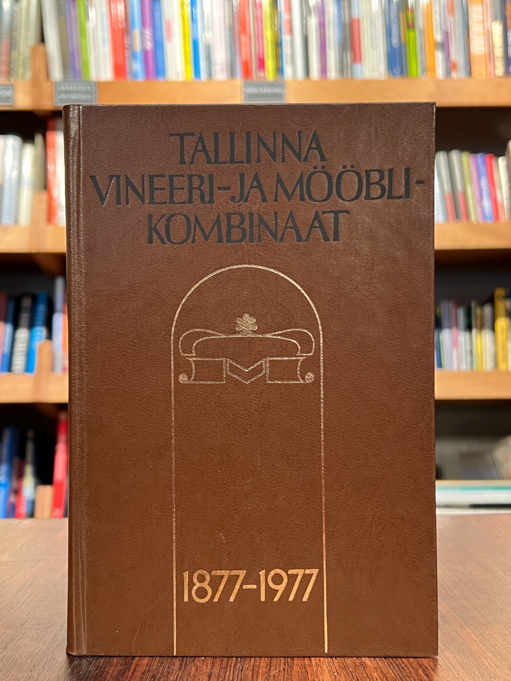 TALLINNA
VINEERI-JA MÖÖBLI-
KOMBINAAT
1877-1977